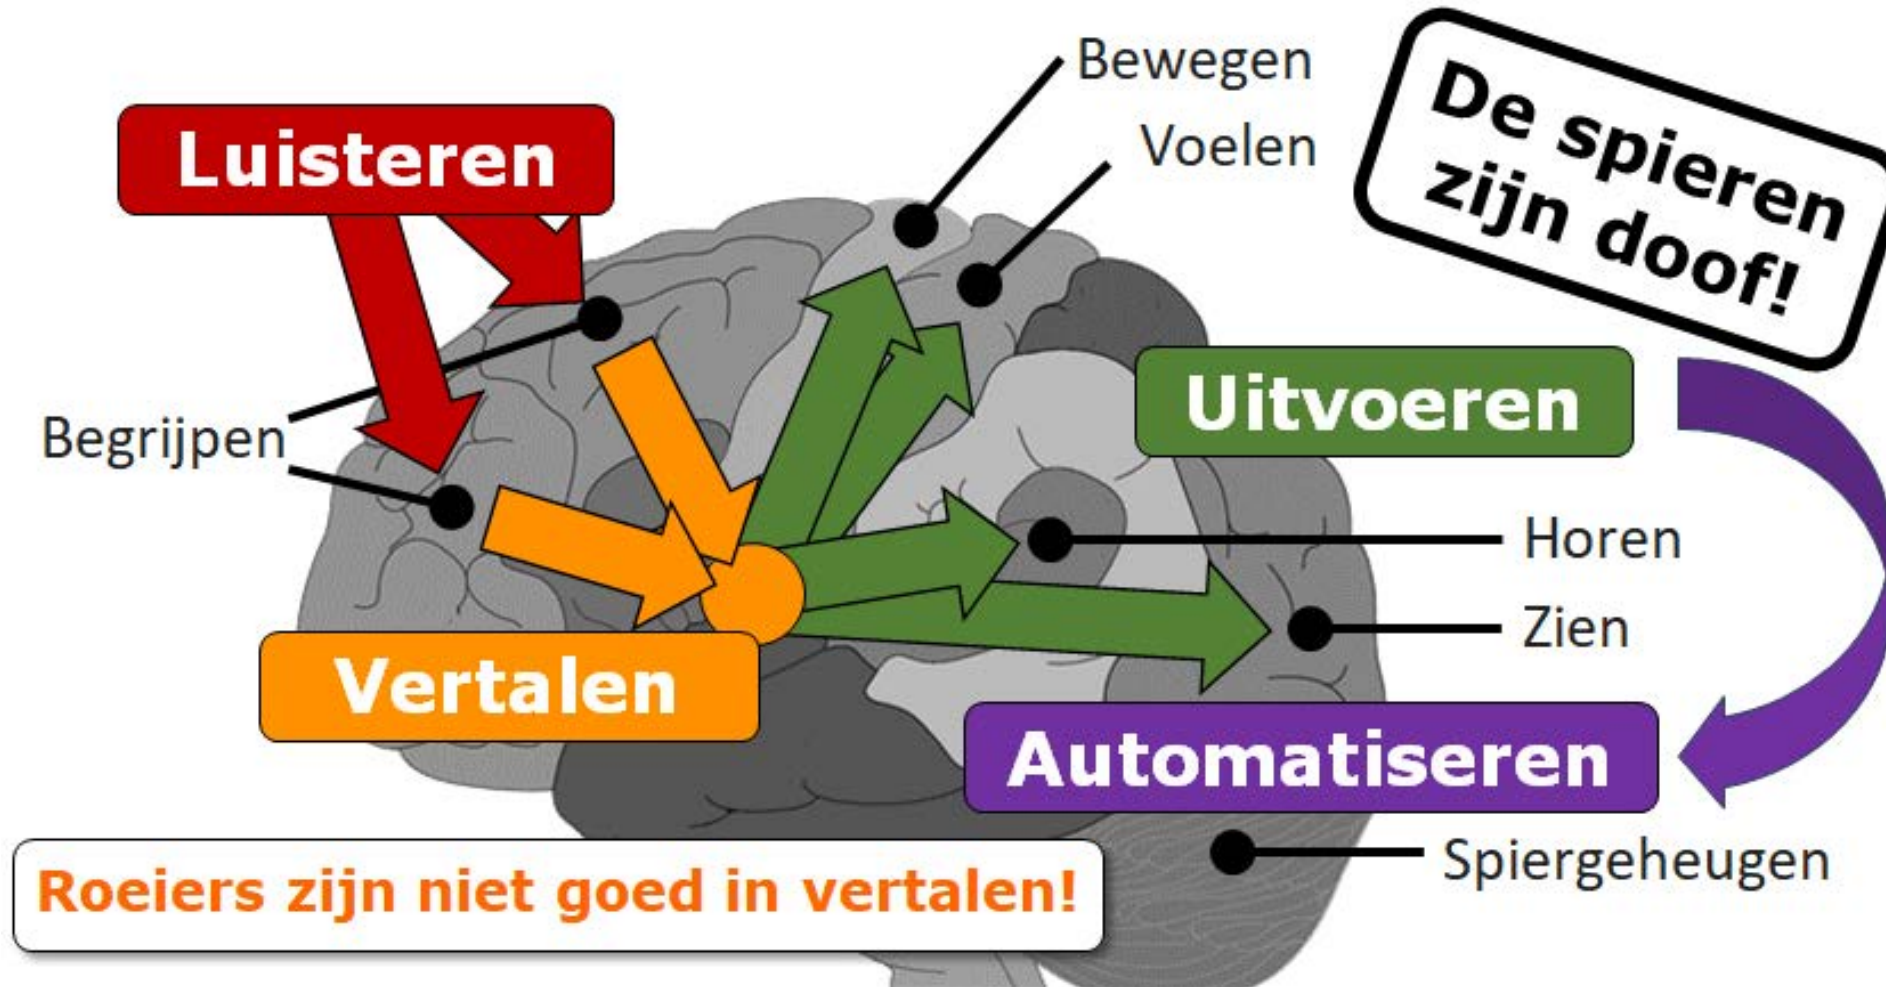 Bewegen
De spieren
zijn doof!
Luisteren
Voelen
Uitvoeren
Begrijpen
Horen
Zien
Vertalen
Automatiseren
Spiergeheugen
Roeiers zijn niet goed in vertalen!